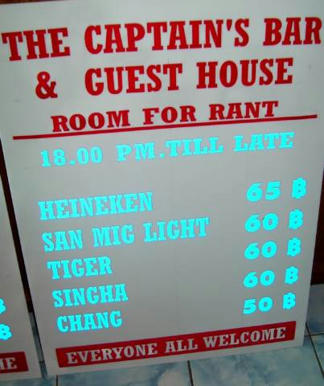 THE CAPTAIN'S BAR
& GUEST HOUSE
ROOM FOR RANT
18.00 PM.TILL LATE
HEINEKEN 65 ฿
SAN MIG LIGHT 60 ฿
TIGER 60 ฿
SINGHA 60 ฿
CHANG 50 ฿
EVERYONE ALL WELCOME